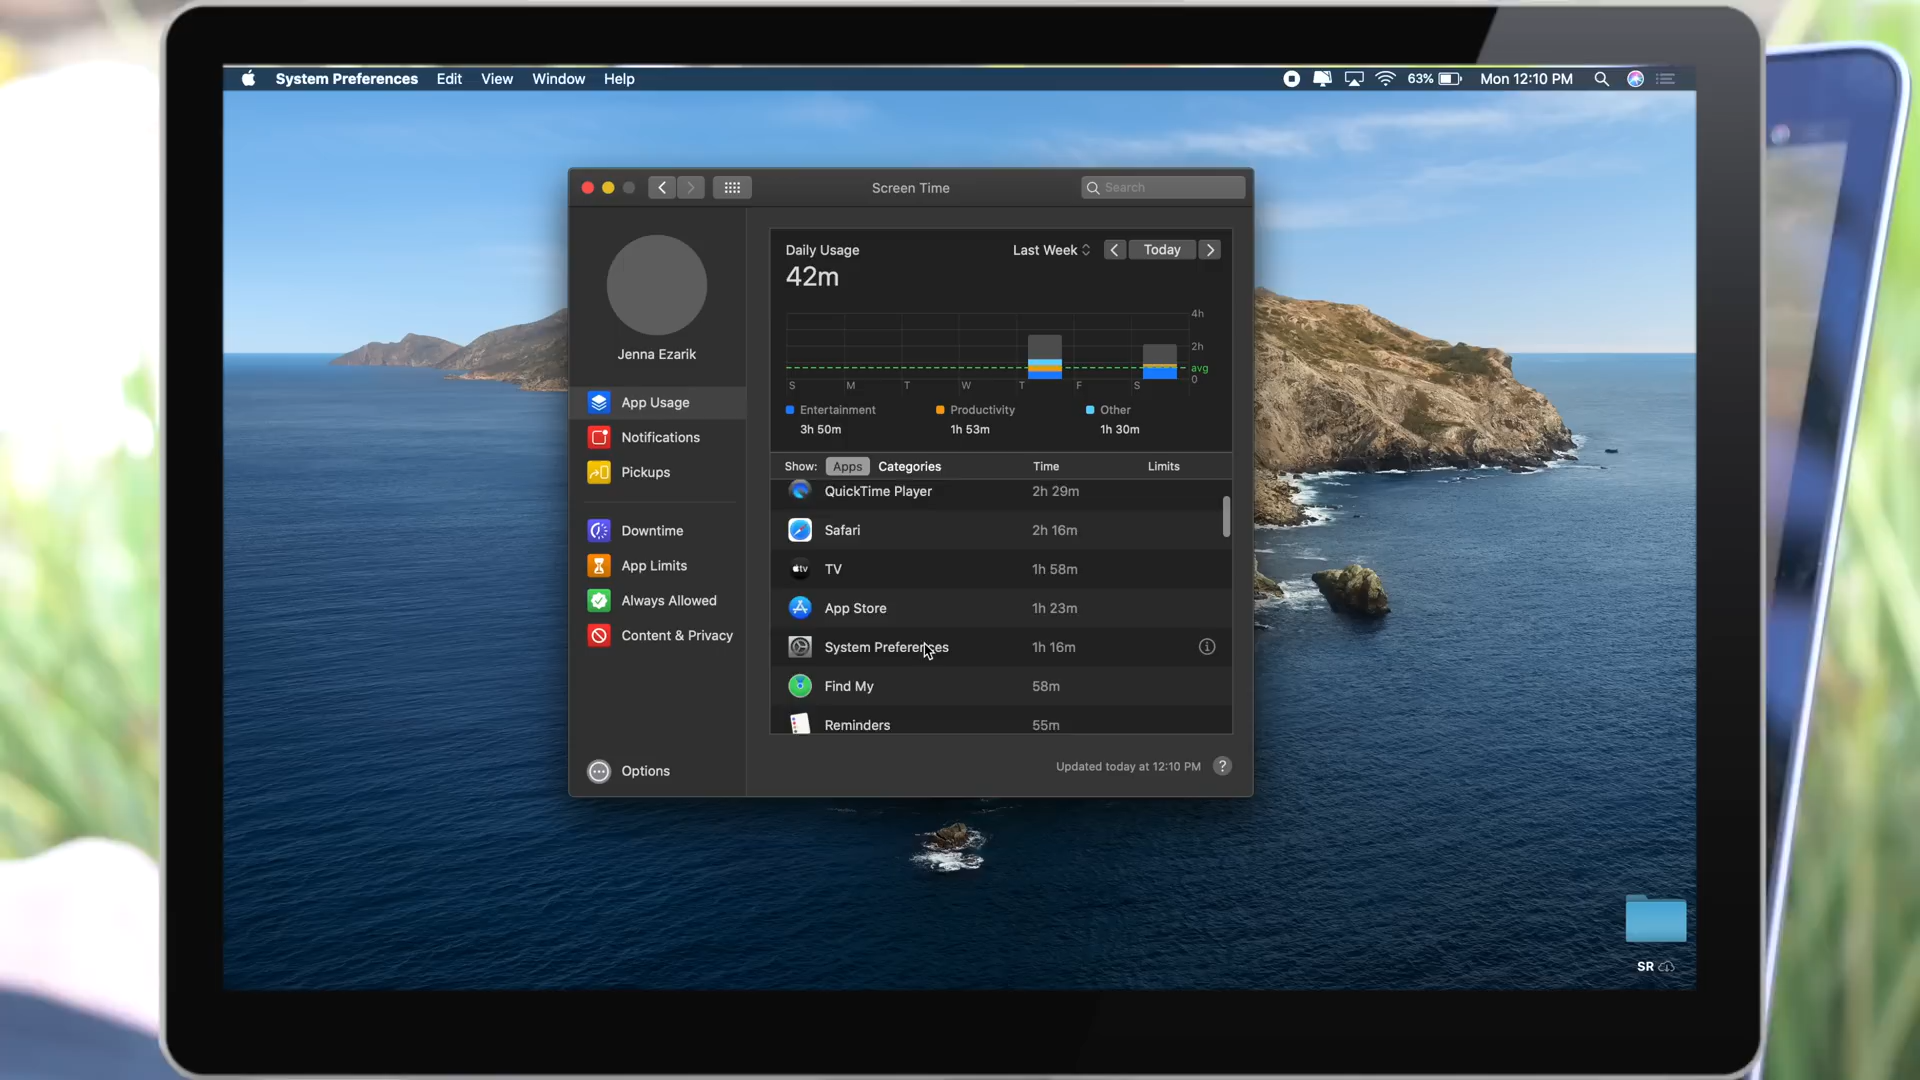 System Preferences Edit View Window Help 63% Mon 12:10 PM
Screen Time
Search
Jenna Ezarik
App Usage
Notifications
Pickups
Downtime
App Limits
Always Allowed
Content & Privacy
Options
Daily Usage
42m
Last Week
Today
4h
2h
avg
0
S M T W T F S
Entertainment Productivity Other
3h 50m 1h 53m 1h 30m
Show: Apps Categories Time Limits
QuickTime Player 2h 29m
Safari 2h 16m
tv TV 1h 58m
App Store 1h 23m
System Preferences 1h 16m
Find My 58m
Reminders 55m
Updated today at 12:10 PM ?
SR